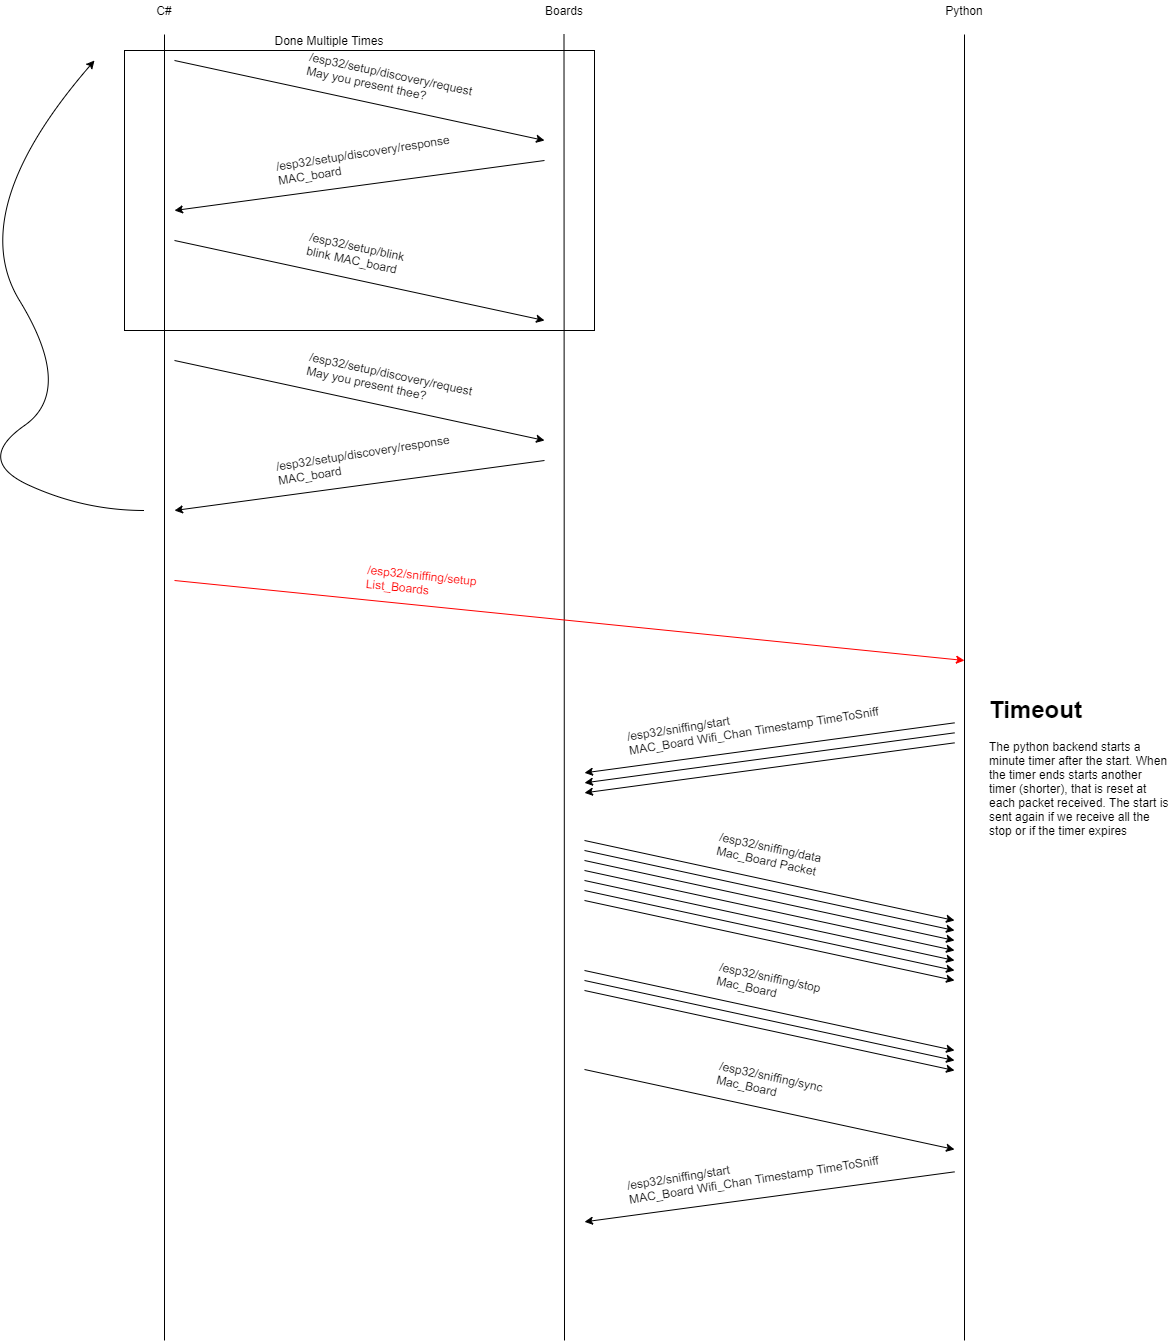 C#
Boards
Python
Done Multiple Times
/esp32/setup/discovery/request
May you present thee?
/esp32/setup/discovery/response
MAC_board
/esp32/setup/blink
blink MAC_board
/esp32/setup/discovery/request
May you present thee?
/esp32/setup/discovery/response
MAC_board
/esp32/sniffing/setup
List_Boards
/esp32/sniffing/start
MAC_Board Wifi_Chan Timestamp TimeToSniff
Timeout
The python backend starts a
minute timer after the start. When
the timer ends starts another
timer (shorter), that is reset at
each packet received. The start is
sent again if we receive all the
stop or if the timer expires
/esp32/sniffing/data
Mac_Board Packet
/esp32/sniffing/stop
Mac_Board
/esp32/sniffing/sync
Mac_Board
/esp32/sniffing/start
MAC_Board Wifi_Chan Timestamp TimeToSniff